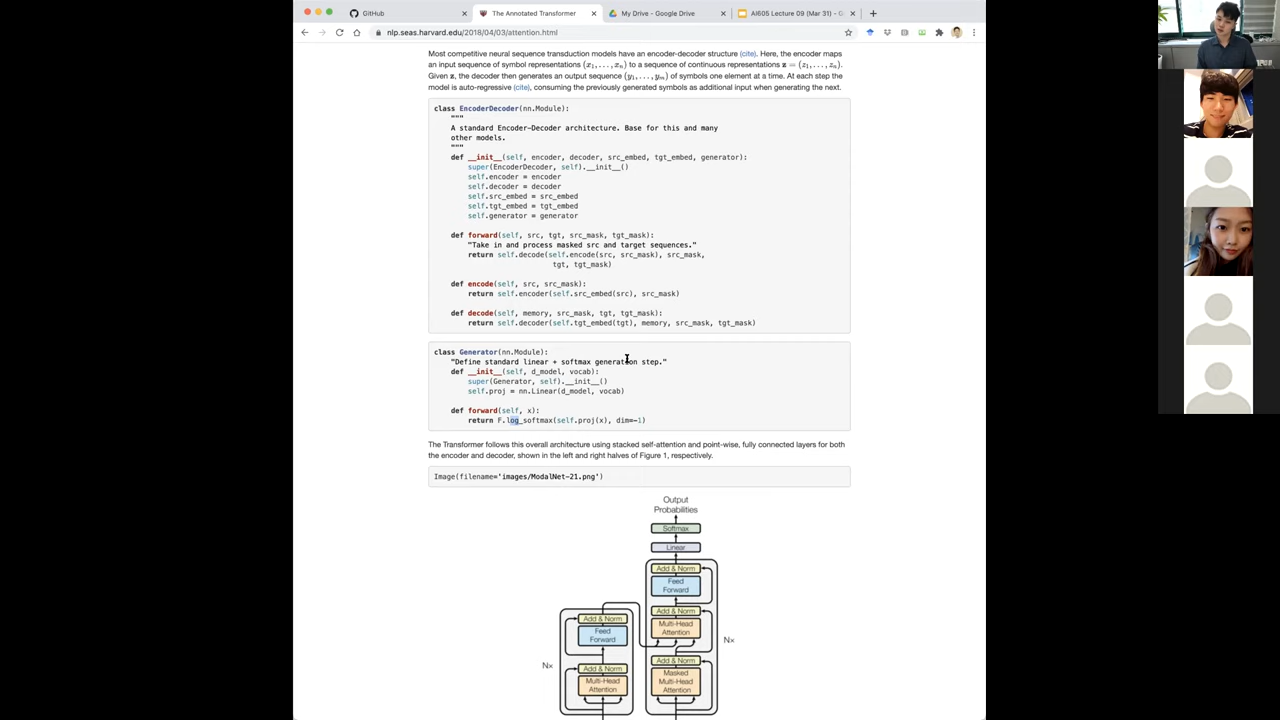 GitHub
The Annotated Transformer
My Drive - Google Drive
AI605 Lecture 09 (Mar 31) - G
nlp.seas.harvard.edu/2018/04/03/attention.html
Most competitive neural sequence transduction models have an encoder-decoder structure (cite). Here, the encoder maps
an input sequence of symbol representations (x1, . . . , xn) to a sequence of continuous representations z = (z1, . . . , zn).
Given z, the decoder then generates an output sequence (y1, . . . , ym) of symbols one element at a time. At each step the
model is auto-regressive (cite), consuming the previously generated symbols as additional input when generating the next.
class EncoderDecoder(nn.Module):
"""
A standard Encoder-Decoder architecture. Base for this and many
other models.
"""
def __init__(self, encoder, decoder, src_embed, tgt_embed, generator):
super(EncoderDecoder, self).__init__()
self.encoder = encoder
self.decoder = decoder
self.src_embed = src_embed
self.tgt_embed = tgt_embed
self.generator = generator
def forward(self, src, tgt, src_mask, tgt_mask):
"Take in and process masked src and target sequences."
return self.decode(self.encode(src, src_mask), src_mask,
tgt, tgt_mask)
def encode(self, src, src_mask):
return self.encoder(self.src_embed(src), src_mask)
def decode(self, memory, src_mask, tgt, tgt_mask):
return self.decoder(self.tgt_embed(tgt), memory, src_mask, tgt_mask)
class Generator(nn.Module):
"Define standard linear + softmax generation step."
def __init__(self, d_model, vocab):
super(Generator, self).__init__()
self.proj = nn.Linear(d_model, vocab)
def forward(self, x):
return F.log_softmax(self.proj(x), dim=-1)
The Transformer follows this overall architecture using stacked self-attention and point-wise, fully connected layers for both
the encoder and decoder, shown in the left and right halves of Figure 1, respectively.
Image(filename='images/ModalNet-21.png')
Output
Probabilities
Softmax
Linear
Add & Norm
Feed
Forward
Add & Norm
Multi-Head
Attention
Add & Norm
Masked
Multi-Head
Attention
N×
Add & Norm
Feed
Forward
Add & Norm
Multi-Head
Attention
N×